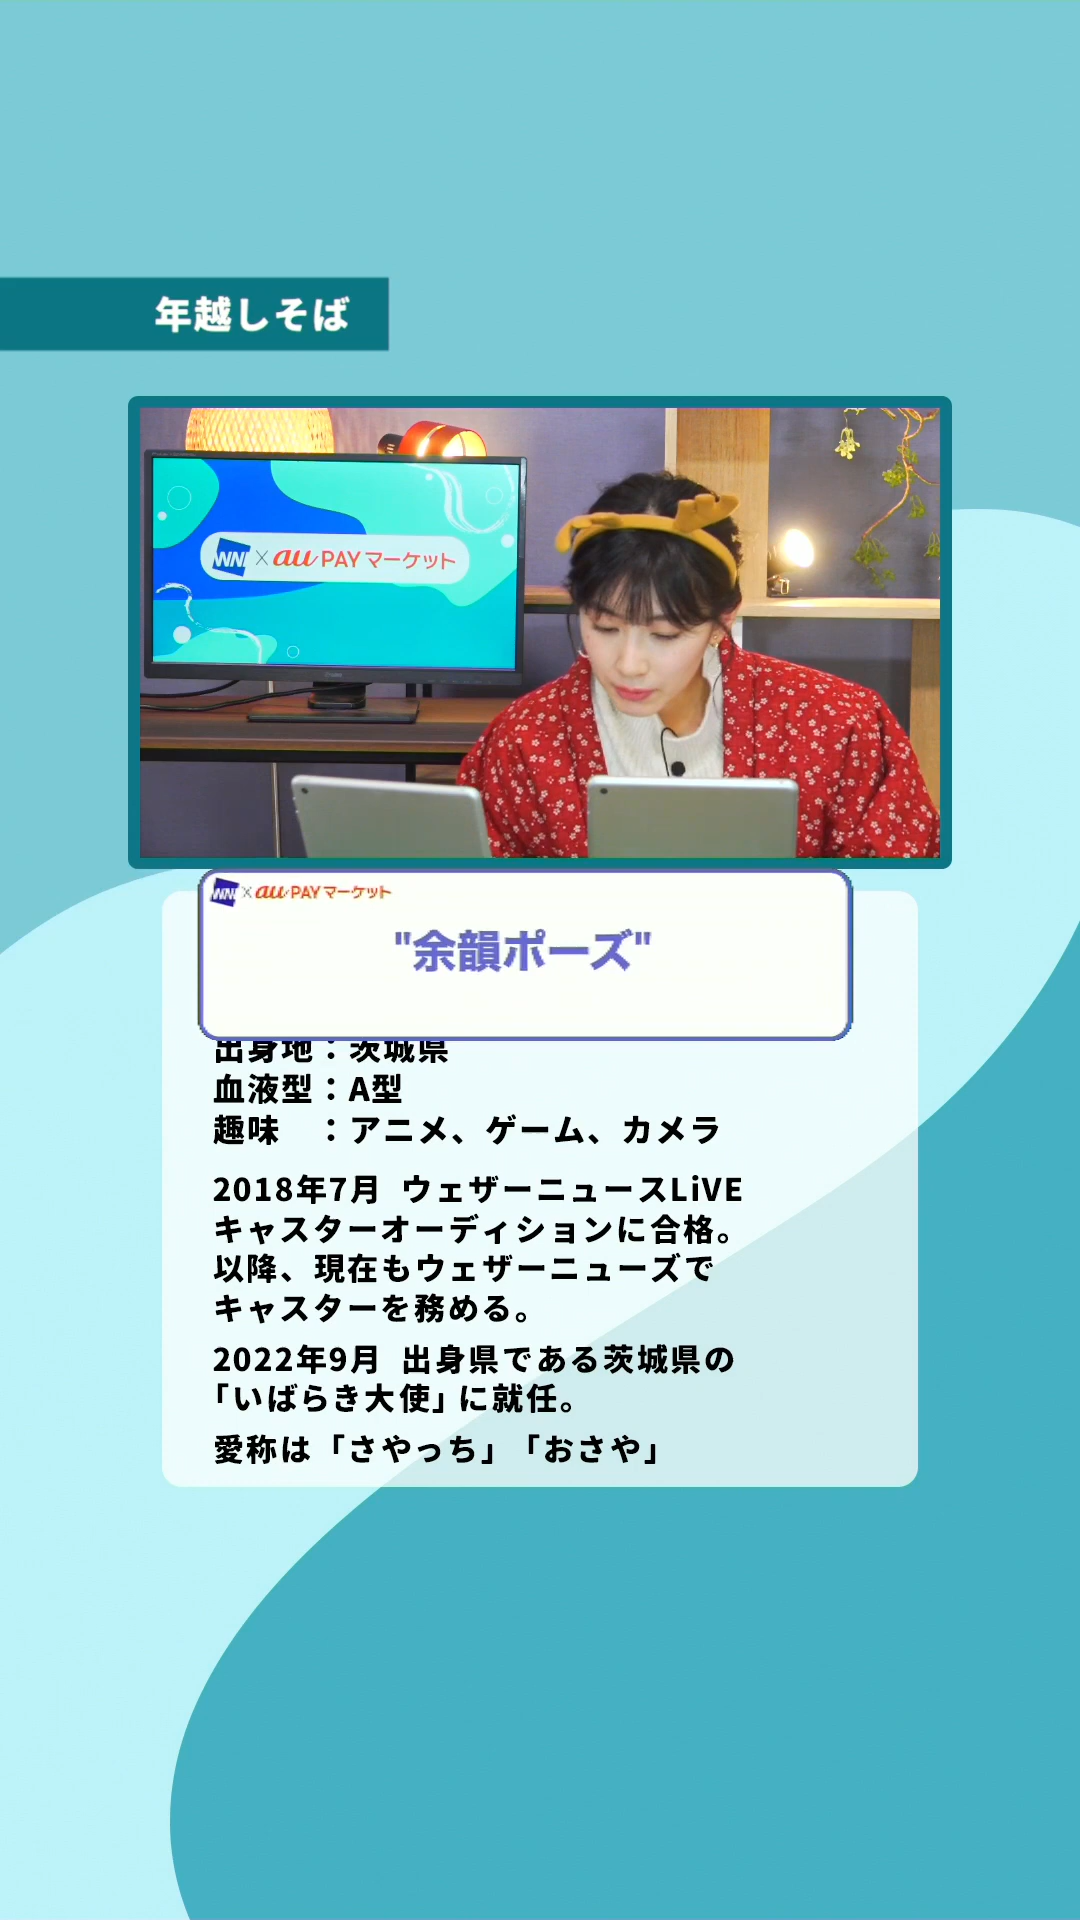 年越しそば
WNI × au PAY マーケット
WNI × au PAY マーケット
"余韻ポーズ"
出身地：茨城県
血液型：A型
趣味　：アニメ、ゲーム、カメラ
2018年7月 ウェザーニュースLiVE
キャスターオーディションに合格。
以降、現在もウェザーニューズで
キャスターを務める。
2022年9月 出身県である茨城県の
「いばらき大使」に就任。
愛称は「さやっち」「おさや」